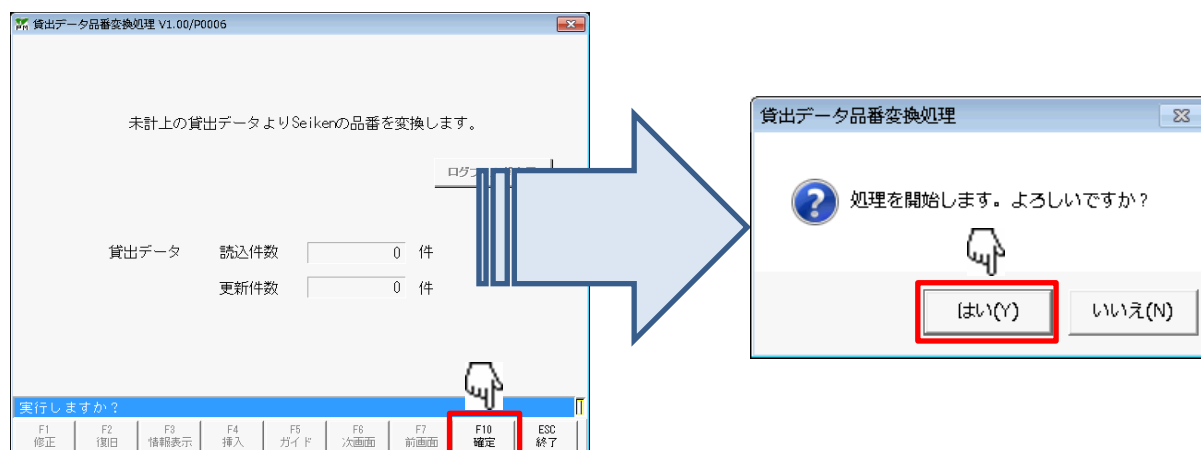 貸出データ品番変換処理 V1.00/P0006
未計上の貸出データよりSeikenの品番を変換します。
貸出データ 読込件数 0 件
更新件数 0 件
実行しますか?
F1 F2 F3 F4 F5 F6 F7 F10 ESC
修正 復旧 情報表示 挿入 ガイド 次画面 前画面 確定 終了
貸出データ品番変換処理
処理を開始します。よろしいですか?
はい(Y) いいえ(N)